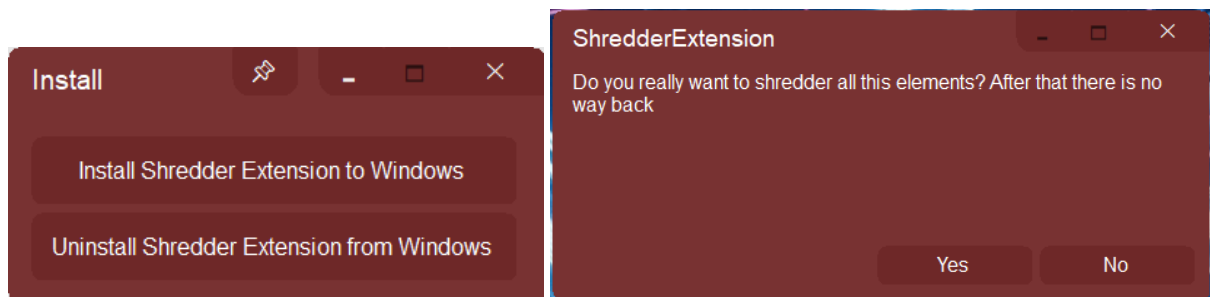 Install
Install Shredder Extension to Windows
Uninstall Shredder Extension from Windows
ShredderExtension
Do you really want to shredder all this elements? After that there is no
way back
Yes
No